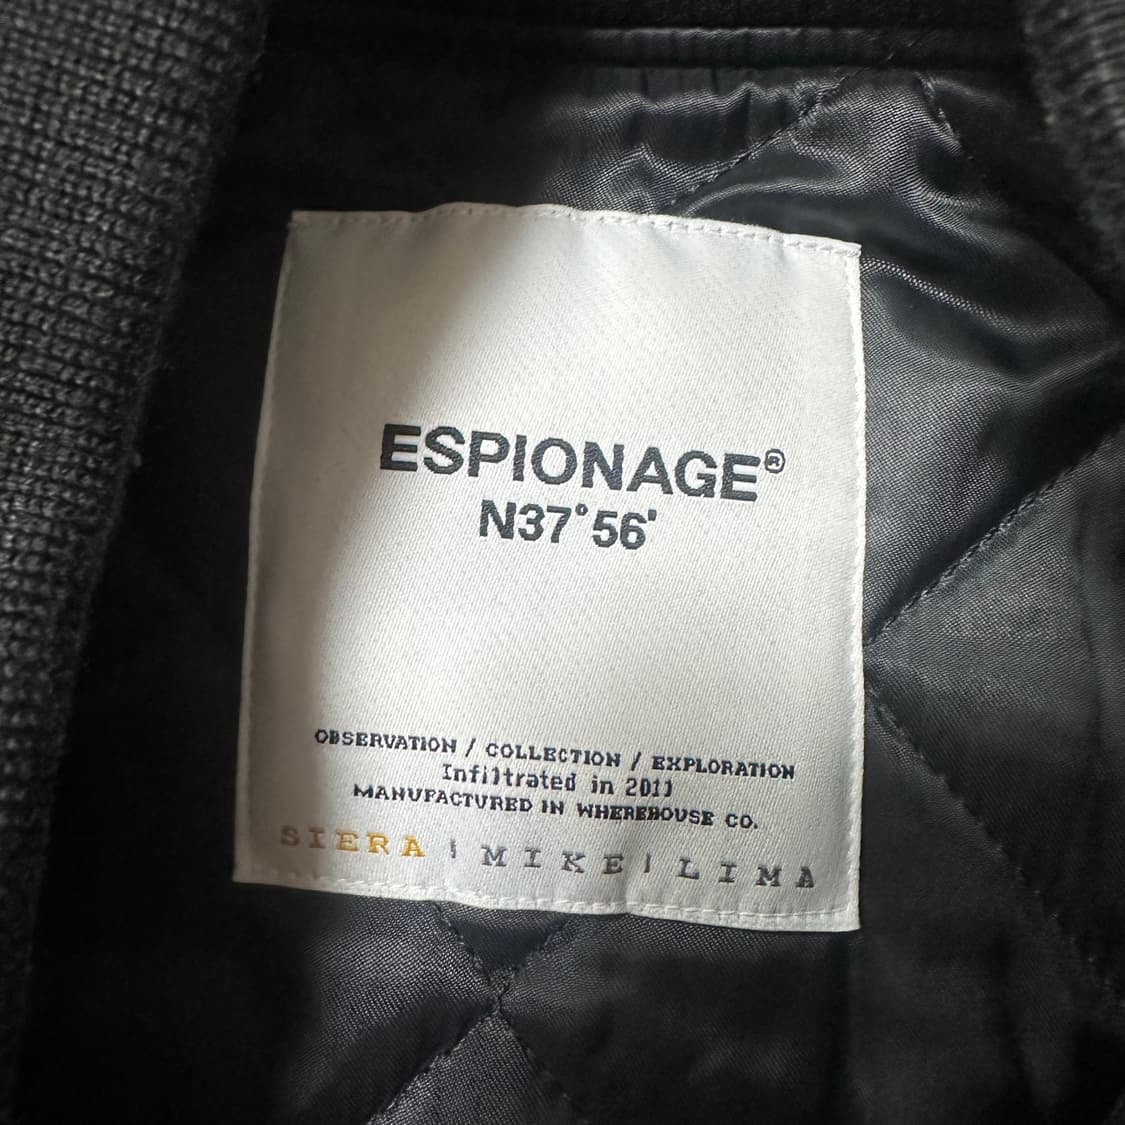 ESPIONAGE®
N37°56'
OBSERVATION / COLLECTION / EXPLORATION
Infiltrated in 2011
MANUFACTURED IN WHEREHOUSE CO.
SIERA | MIKE | LIMA